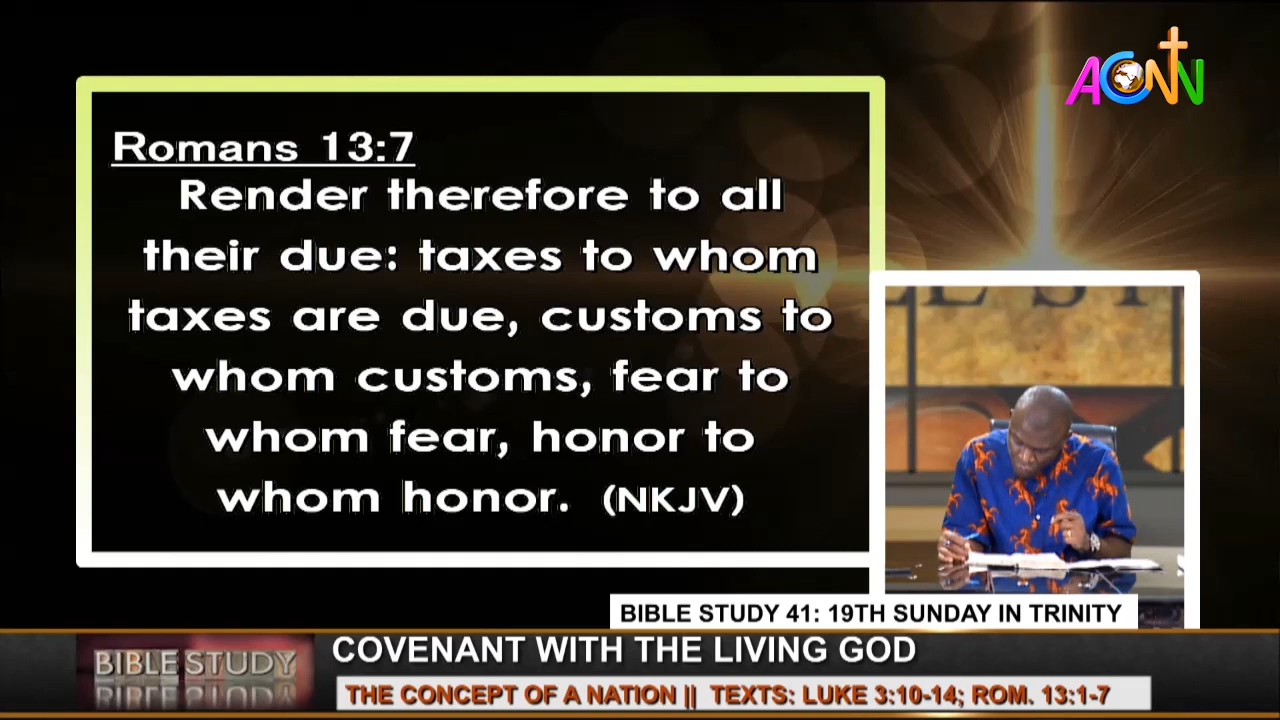 ACNN
Romans 13:7
Render therefore to all
their due: taxes to whom
taxes are due, customs to
whom customs, fear to
whom fear, honor to
whom honor. (NKJV)
LE ST
BIBLE STUDY 41: 19TH SUNDAY IN TRINITY
BIBLE STUDY
COVENANT WITH THE LIVING GOD
THE CONCEPT OF A NATION || TEXTS: LUKE 3:10-14; ROM. 13:1-7